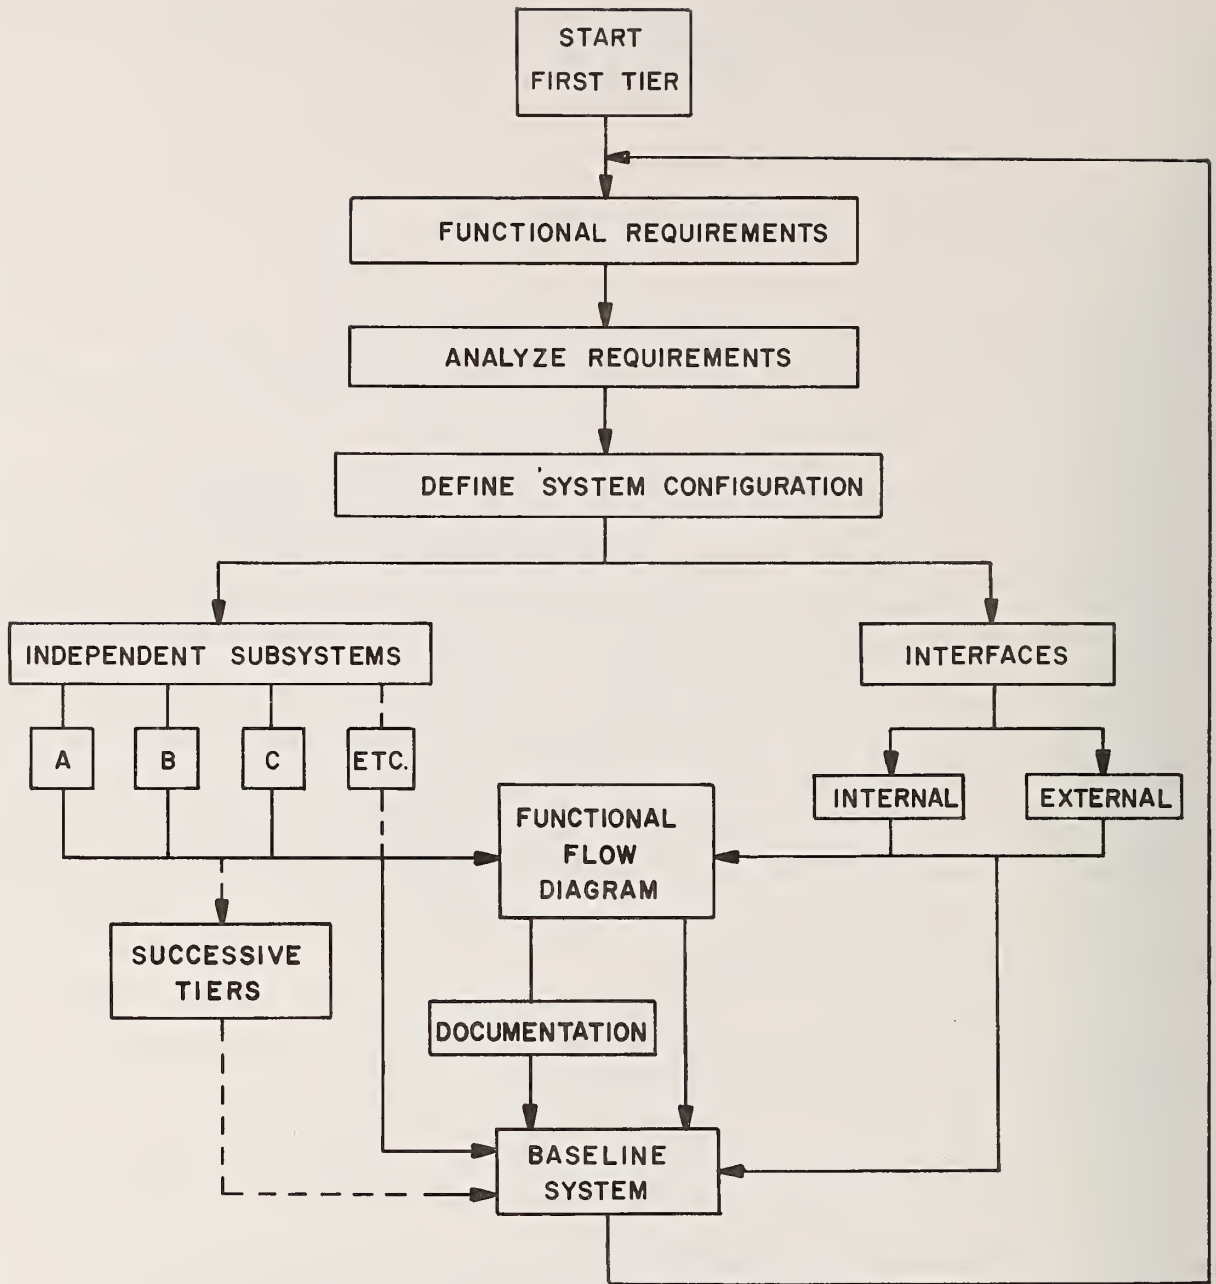 START
FIRST TIER
FUNCTIONAL REQUIREMENTS
ANALYZE REQUIREMENTS
DEFINE SYSTEM CONFIGURATION
INDEPENDENT SUBSYSTEMS
INTERFACES
A
B
C
ETC.
INTERNAL
EXTERNAL
FUNCTIONAL
FLOW
DIAGRAM
SUCCESSIVE
TIERS
DOCUMENTATION
BASELINE
SYSTEM